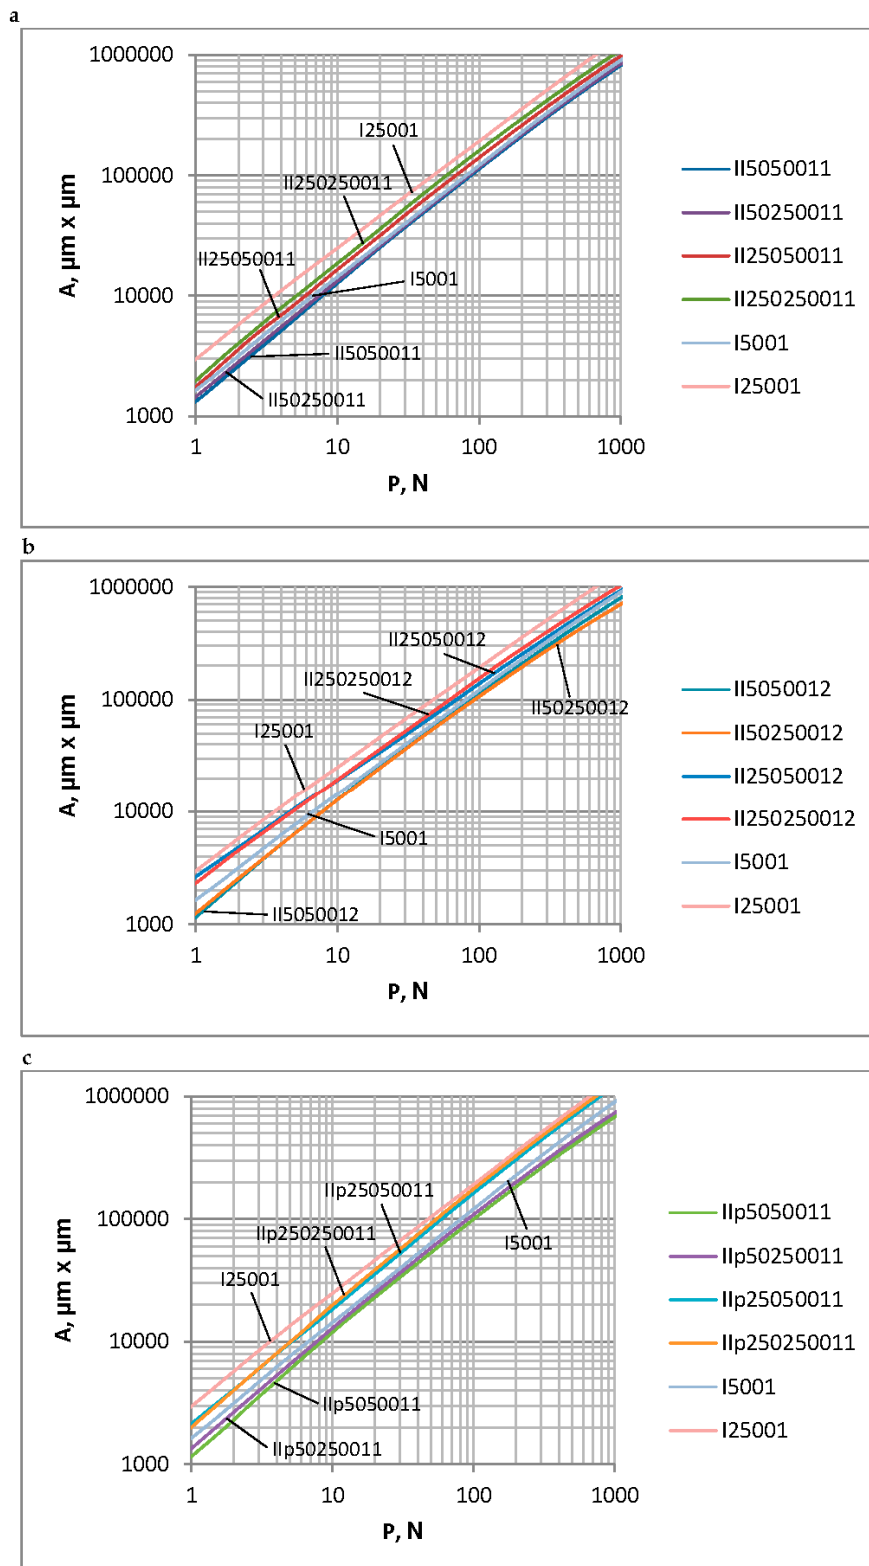 a
1000000
100000
10000
1000
A, µm x µm
I25001
II250250011
II25050011
I5001
II5050011
II50250011
1 10 100 1000
P, N
II5050011
II50250011
II25050011
II250250011
I5001
I25001
b
1000000
100000
10000
1000
A, µm x µm
II25050012
II250250012
II50250012
I25001
I5001
II5050012
1 10 100 1000
P, N
II5050012
II50250012
II25050012
II250250012
I5001
I25001
c
1000000
100000
10000
1000
A, µm x µm
IIp25050011
IIp250250011
I5001
I25001
IIp5050011
IIp50250011
1 10 100 1000
P, N
IIp5050011
IIp50250011
IIp25050011
IIp250250011
I5001
I25001